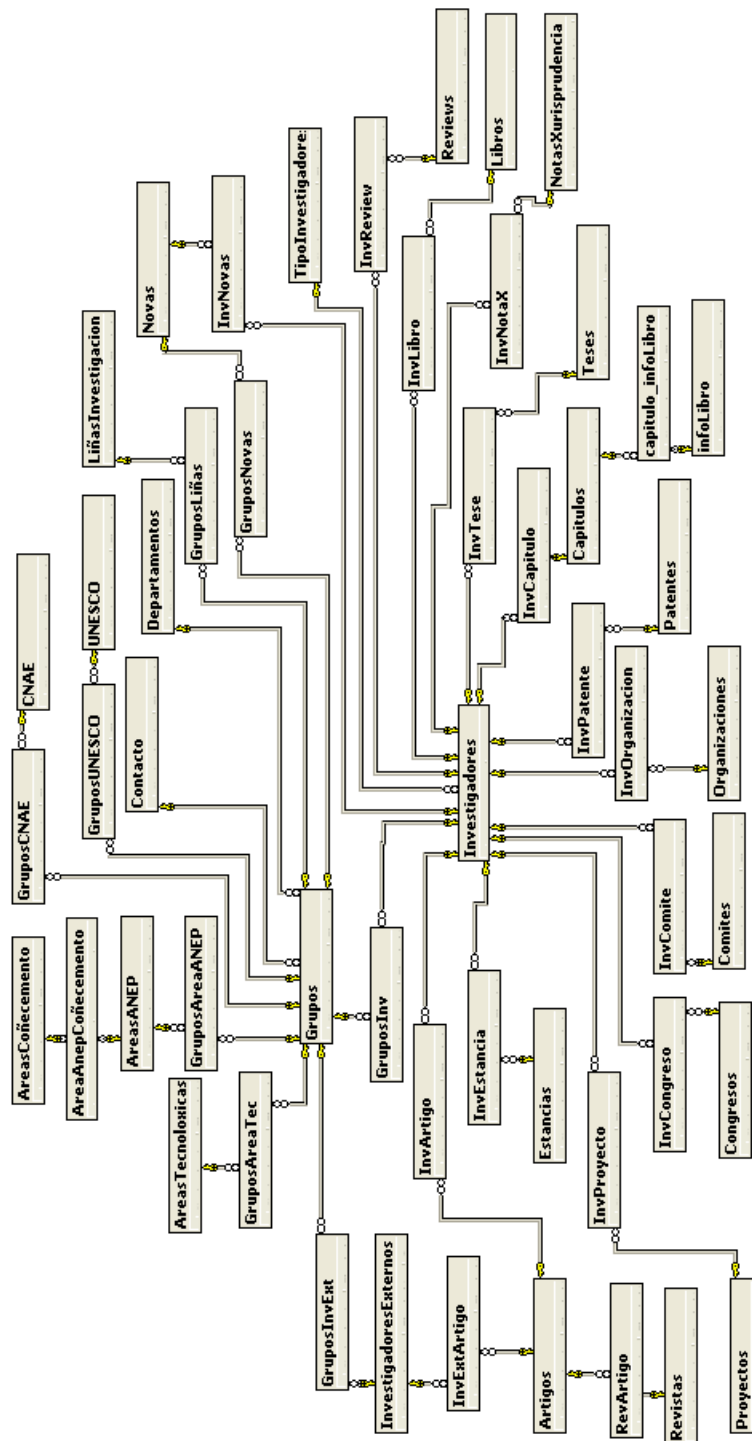 AreasCoñecemento
GruposCNAE
CNAE
AreaAnepCoñecemento
GruposUNESCO
UNESCO
LiñasInvestigacion
AreasANEP
Contacto
Departamentos
Novas
AreasTecnoloxicas
GruposAreaANEP
GruposLiñas
InvNovas
GruposAreaTec
GruposNovas
Grupos
TipoInvestigadore:
GruposInvExt
GruposInv
InvReview
InvestigadoresExternos
InvArtigo
InvLibro
Reviews
InvExtArtigo
InvEstancia
Investigadores
InvTese
InvNotaX
Libros
Artigos
Estancias
InvCapitulo
NotasXurisprudencia
RevArtigo
InvProyecto
InvPatente
Capitulos
Teses
Revistas
InvCongreso
InvComite
InvOrganizacion
Patentes
capitulo_infoLibro
Proyectos
Congresos
Comites
Organizaciones
infoLibro